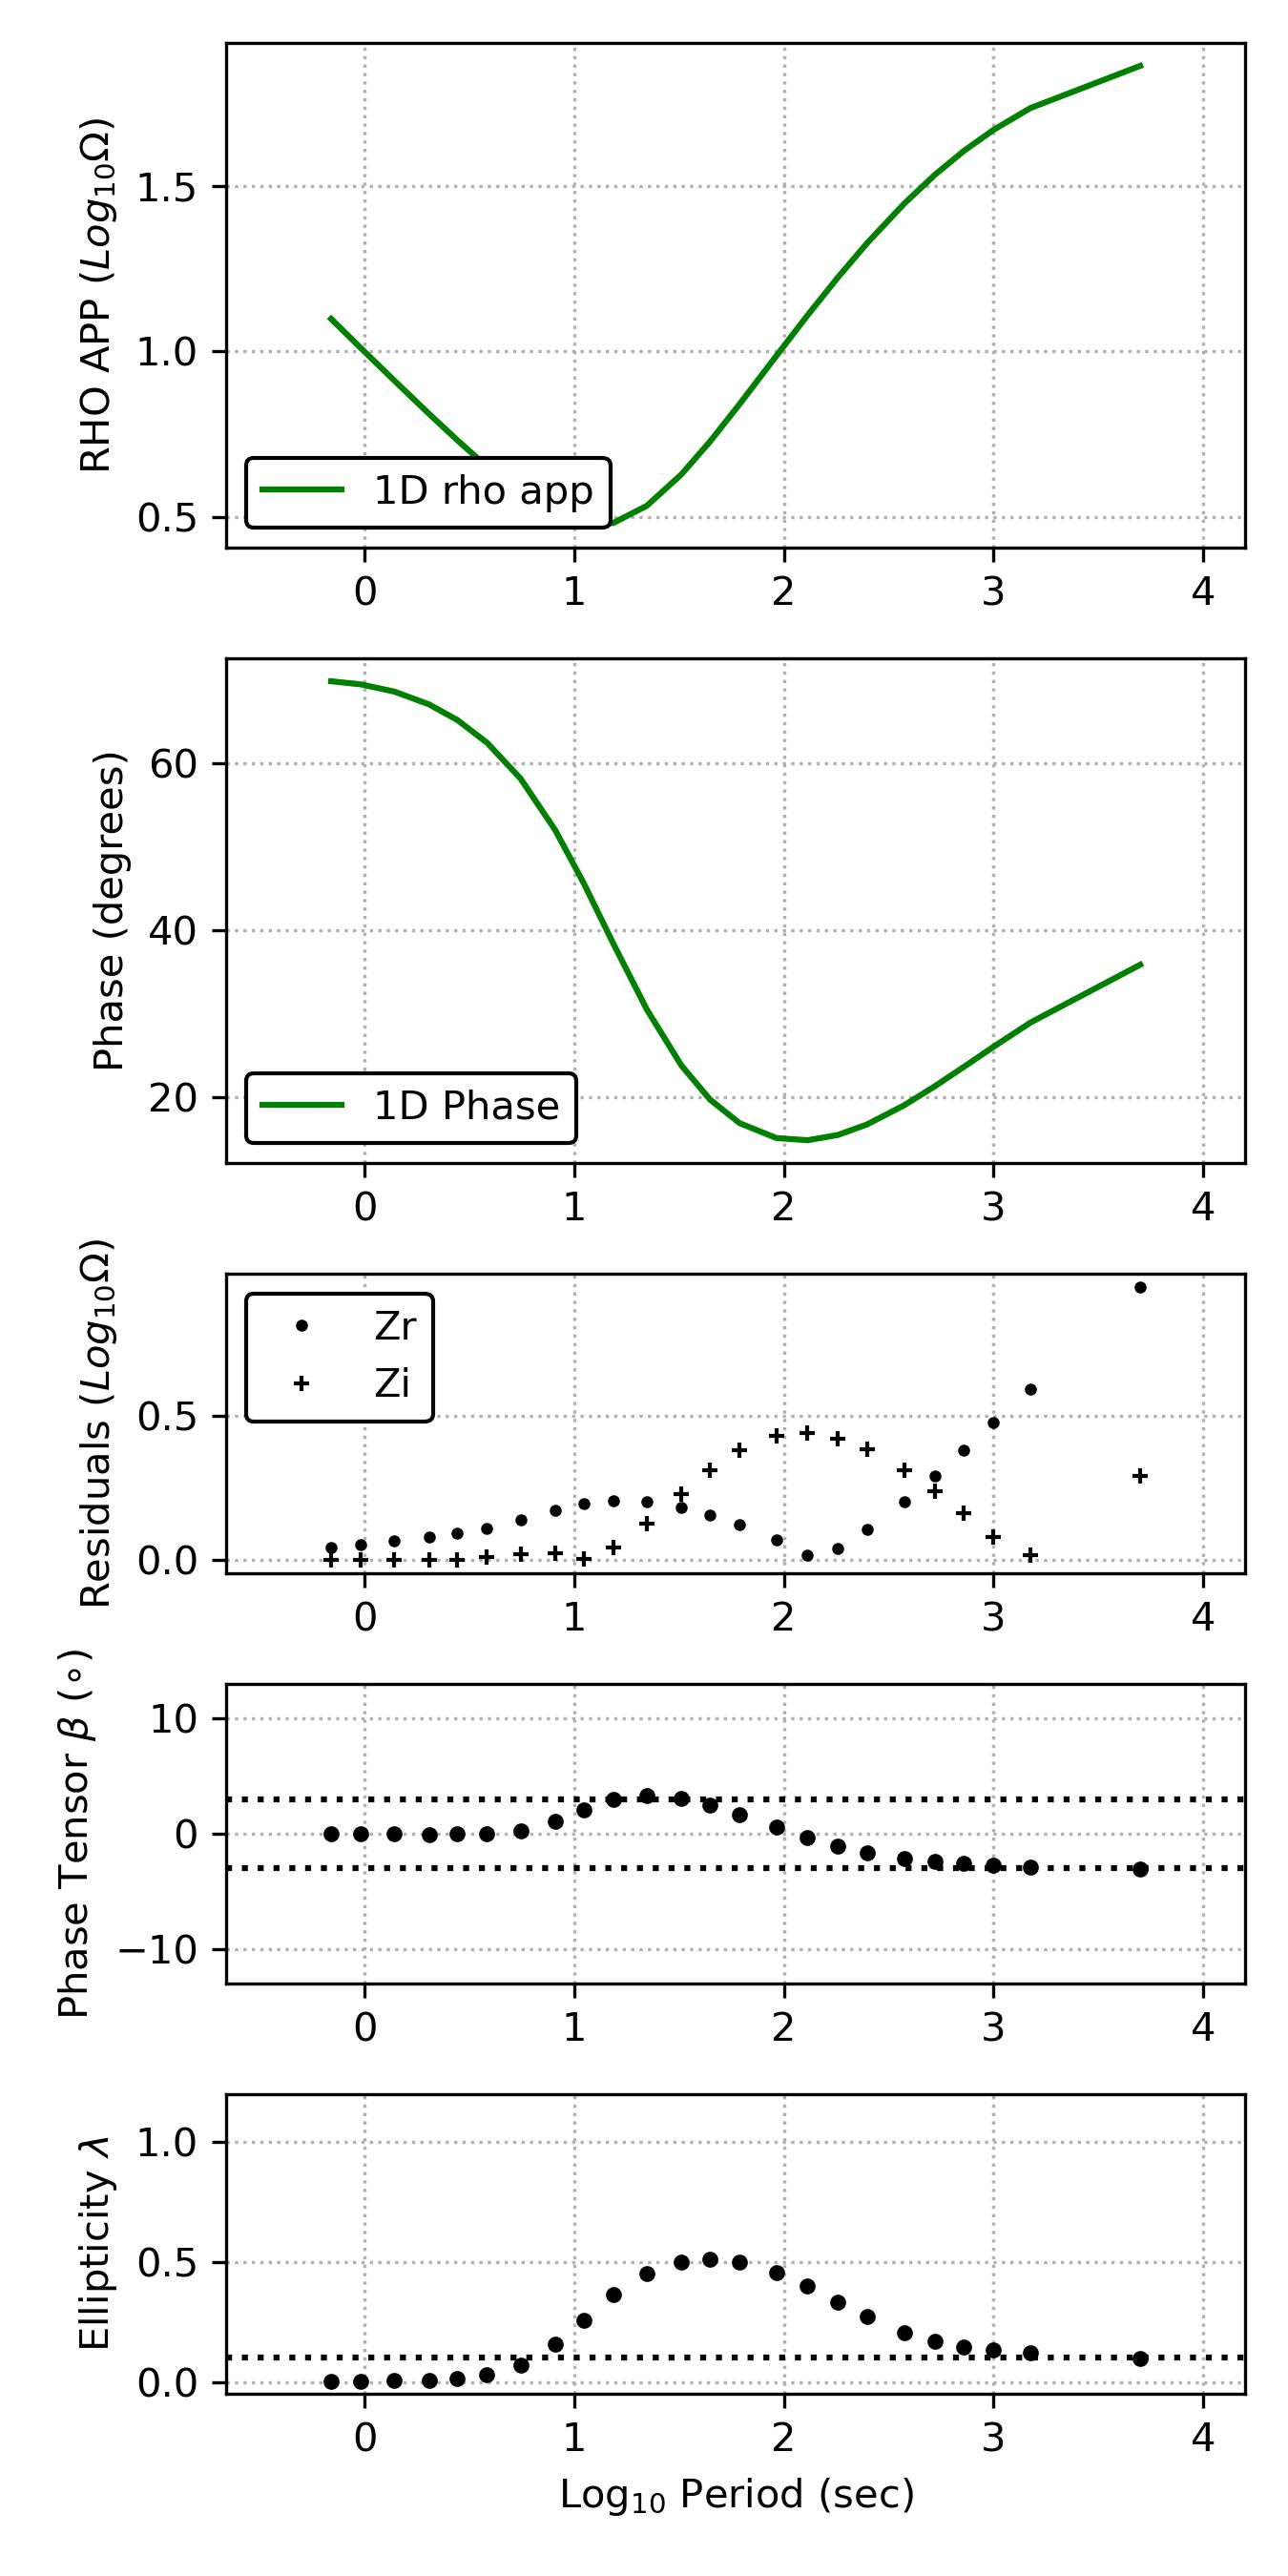 RHO APP (Log10Ω)
1.5
1.0
0.5
1D rho app
0 1 2 3 4
Phase (degrees)
60
40
20
1D Phase
0 1 2 3 4
Residuals (Log10Ω)
Zr
Zi
0.5
0.0
0 1 2 3 4
Phase Tensor β (∘)
10
0
−10
0 1 2 3 4
Ellipticity λ
1.0
0.5
0.0
0 1 2 3 4
Log10 Period (sec)